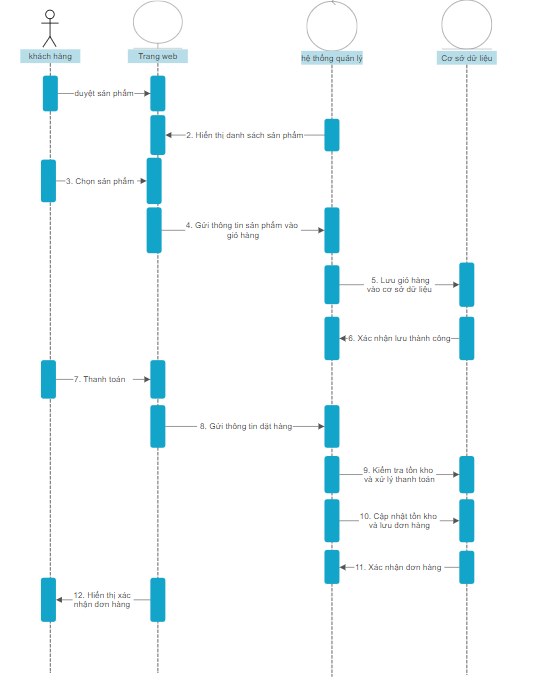 khách hàng
Trang web
hệ thống quản lý
Cơ sở dữ liệu
duyệt sản phẩm
2. Hiển thị danh sách sản phẩm
3. Chọn sản phẩm
4. Gửi thông tin sản phẩm vào
giỏ hàng
5. Lưu giỏ hàng
vào cơ sở dữ liệu
6. Xác nhận lưu thành công
7. Thanh toán
8. Gửi thông tin đặt hàng
9. Kiểm tra tồn kho
và xử lý thanh toán
10. Cập nhật tồn kho
và lưu đơn hàng
11. Xác nhận đơn hàng
12. Hiển thị xác
nhận đơn hàng